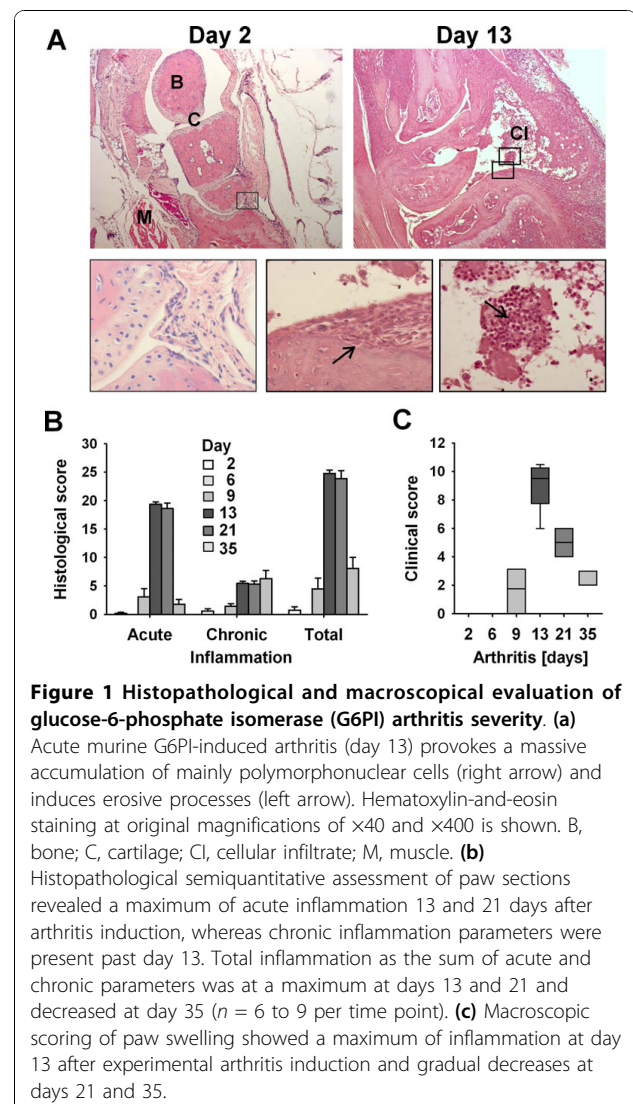 A
Day 2
Day 13
B
C
M
CI
B
Histological score
30
25
20
15
10
5
0
Day
2
6
9
13
21
35
Acute
Chronic
Total
Inflammation
C
Clinical score
12
10
8
6
4
2
0
2 6 9 13 21 35
Arthritis [days]
Figure 1 Histopathological and macroscopical evaluation of
glucose-6-phosphate isomerase (G6PI) arthritis severity. (a)
Acute murine G6PI-induced arthritis (day 13) provokes a massive
accumulation of mainly polymorphonuclear cells (right arrow) and
induces erosive processes (left arrow). Hematoxylin-and-eosin
staining at original magnifications of ×40 and ×400 is shown. B,
bone; C, cartilage; CI, cellular infiltrate; M, muscle. (b)
Histopathological semiquantitative assessment of paw sections
revealed a maximum of acute inflammation 13 and 21 days after
arthritis induction, whereas chronic inflammation parameters were
present past day 13. Total inflammation as the sum of acute and
chronic parameters was at a maximum at days 13 and 21 and
decreased at day 35 (n = 6 to 9 per time point). (c) Macroscopic
scoring of paw swelling showed a maximum of inflammation at day
13 after experimental arthritis induction and gradual decreases at
days 21 and 35.